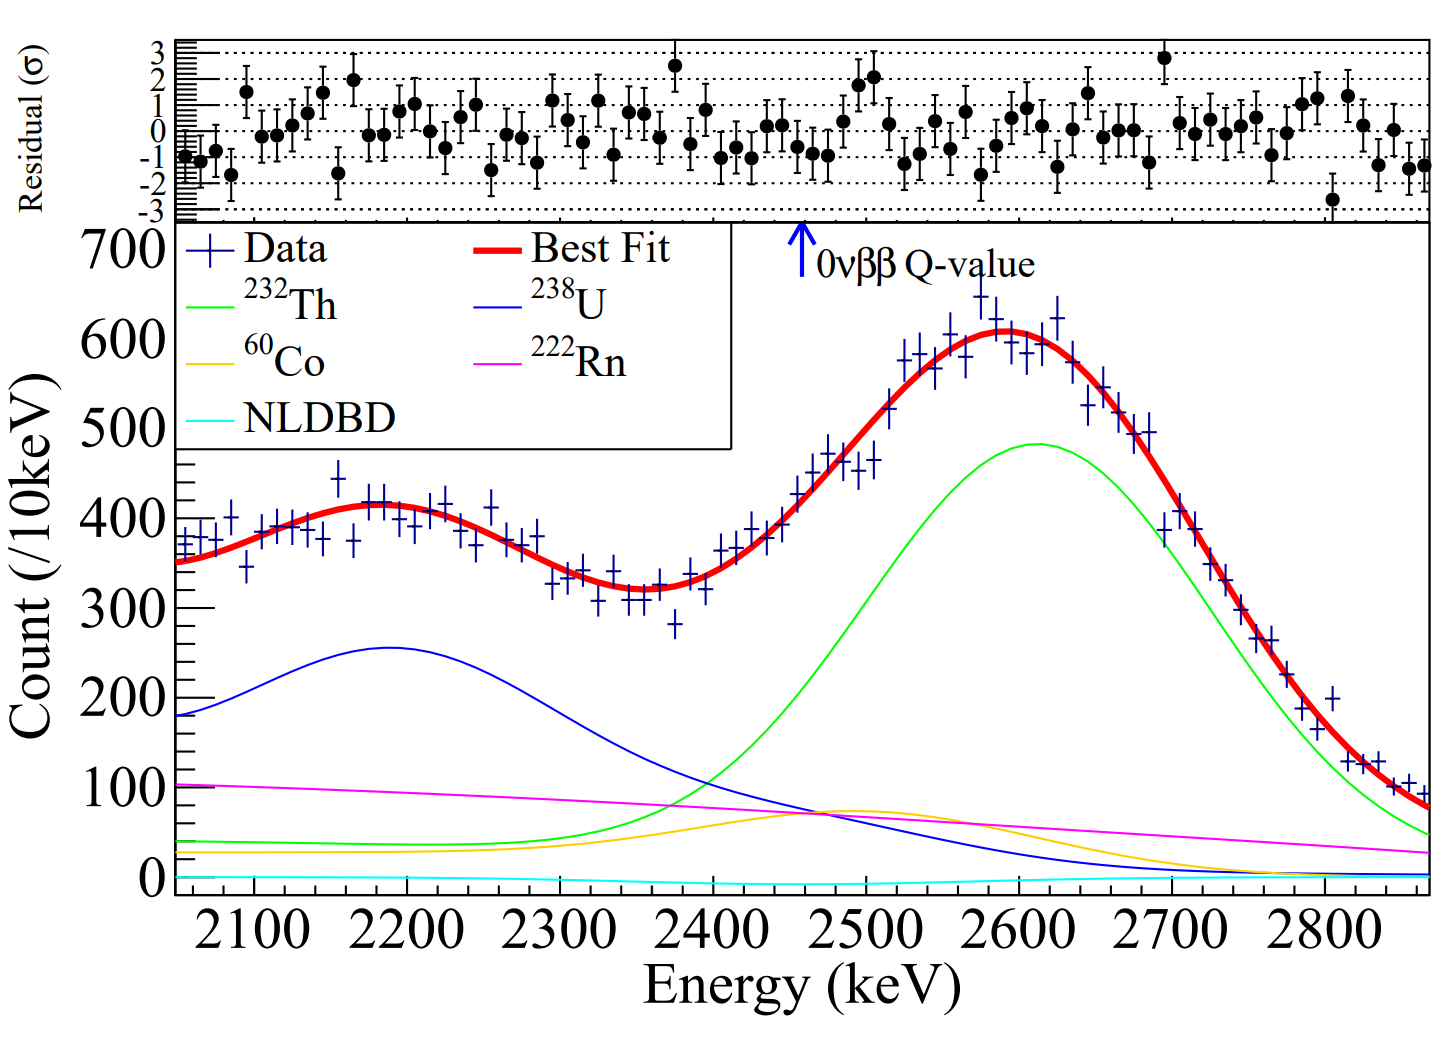 Residual (σ)
3
2
1
0
-1
-2
-3
700
600
500
400
300
200
100
0
Count (/10keV)
Data
Best Fit
²³²Th
²³⁸U
⁶⁰Co
²²²Rn
NLDBD
0νββ Q-value
2100 2200 2300 2400 2500 2600 2700 2800
Energy (keV)